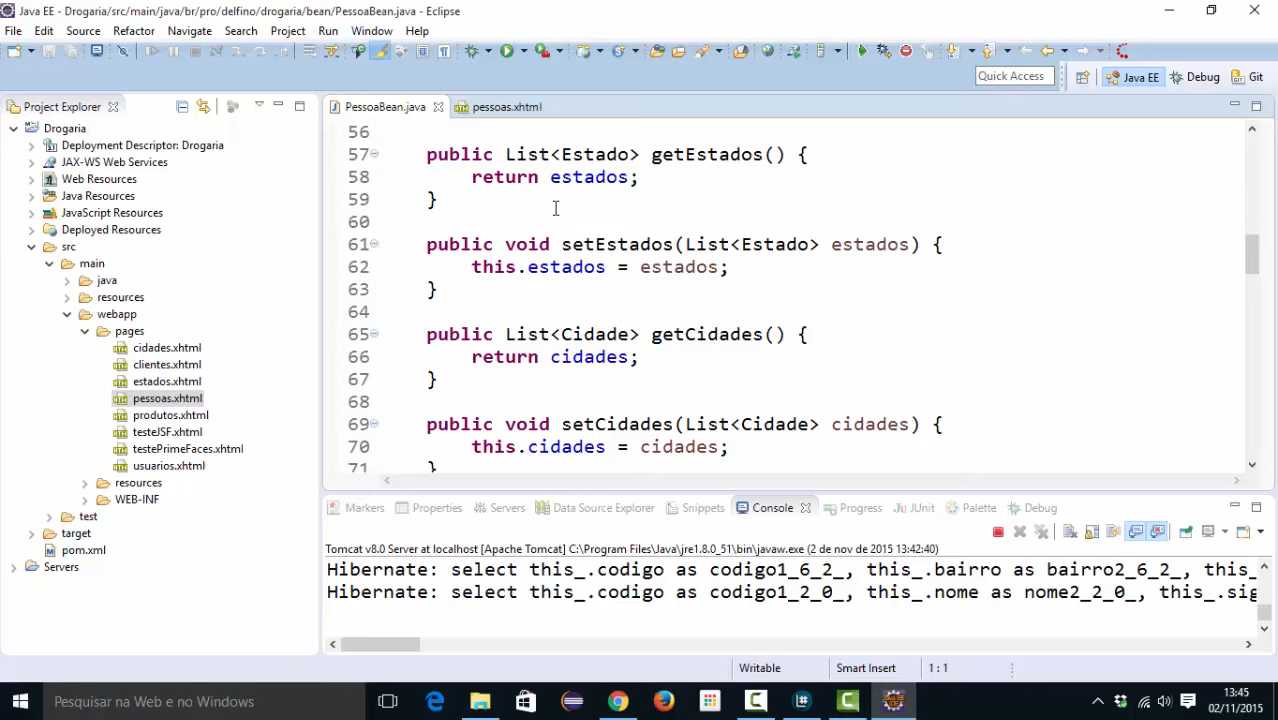 Java EE - Drogaria/src/main/java/br/pro/delfino/drogaria/bean/PessoaBean.java - Eclipse
File Edit Source Refactor Navigate Search Project Run Window Help
Quick Access Java EE Debug Git
Project Explorer
Drogaria
Deployment Descriptor: Drogaria
JAX-WS Web Services
Web Resources
Java Resources
JavaScript Resources
Deployed Resources
src
main
java
resources
webapp
pages
cidades.xhtml
clientes.xhtml
estados.xhtml
pessoas.xhtml
produtos.xhtml
testeJSF.xhtml
testePrimeFaces.xhtml
usuarios.xhtml
resources
WEB-INF
test
target
pom.xml
Servers
PessoaBean.java pessoas.xhtml
56
57 public List<Estado> getEstados() {
58 return estados;
59 }
60
61 public void setEstados(List<Estado> estados) {
62 this.estados = estados;
63 }
64
65 public List<Cidade> getCidades() {
66 return cidades;
67 }
68
69 public void setCidades(List<Cidade> cidades) {
70 this.cidades = cidades;
71 }
Markers Properties Servers Data Source Explorer Snippets Console Progress JUnit Palette Debug
Tomcat v8.0 Server at localhost [Apache Tomcat] C:\Program Files\Java\jre1.8.0_51\bin\javaw.exe (2 de nov de 2015 13:42:40)
Hibernate: select this_.codigo as codigo1_6_2_, this_.bairro as bairro2_6_2_, this_
Hibernate: select this_.codigo as codigo1_2_0_, this_.nome as nome2_2_0_, this_.sig
Writable Smart Insert 1 : 1
Pesquisar na Web e no Windows
13:45
02/11/2015